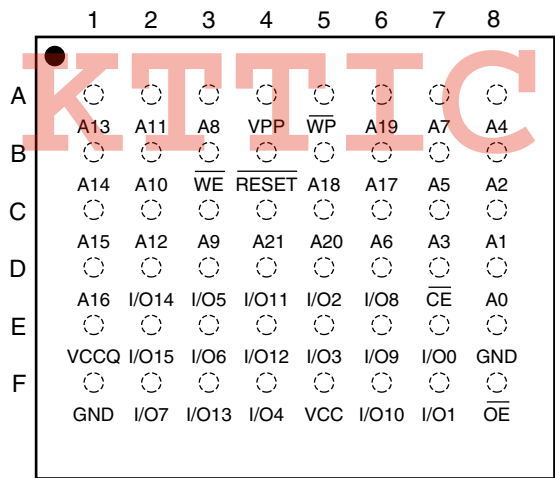 1 2 3 4 5 6 7 8
KTTIC
A
A13 A11 A8 VPP WP A19 A7 A4
B
A14 A10 WE RESET A18 A17 A5 A2
C
A15 A12 A9 A21 A20 A6 A3 A1
D
A16 I/O14 I/O5 I/O11 I/O2 I/O8 CE A0
E
VCCQ I/O15 I/O6 I/O12 I/O3 I/O9 I/O0 GND
F
GND I/O7 I/O13 I/O4 VCC I/O10 I/O1 OE